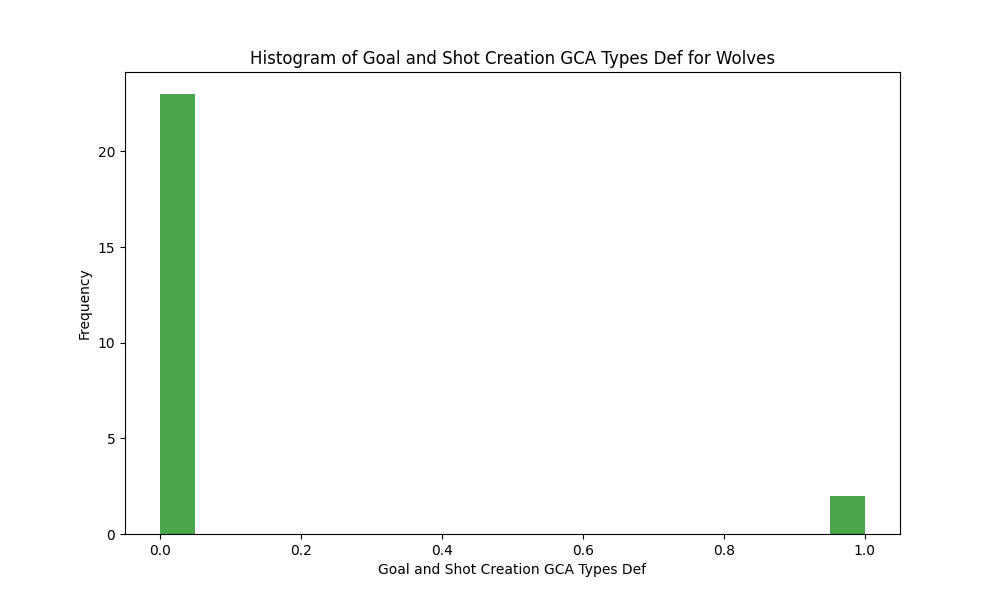 Histogram of Goal and Shot Creation GCA Types Def for Wolves
20
15
10
5
0
Frequency
0.0 0.2 0.4 0.6 0.8 1.0
Goal and Shot Creation GCA Types Def